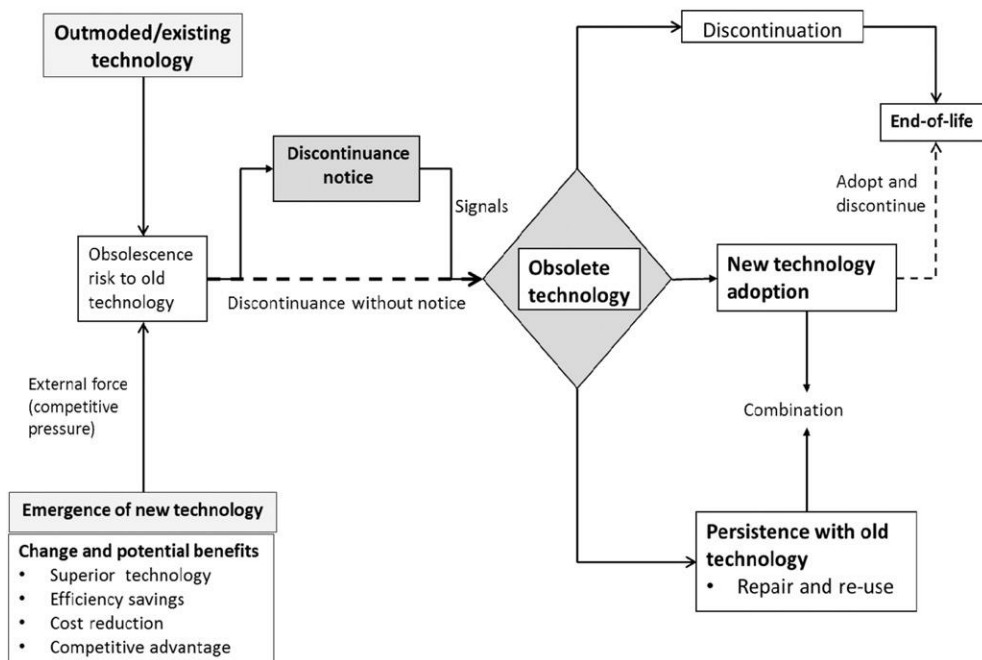 Outmoded/existing
technology
Discontinuation
End-of-life
Discontinuance
notice
Signals
Adopt and
discontinue
Obsolescence
risk to old
technology
Discontinuance without notice
Obsolete
technology
New technology
adoption
External force
(competitive
pressure)
Combination
Emergence of new technology
Change and potential benefits
• Superior technology
• Efficiency savings
• Cost reduction
• Competitive advantage
Persistence with old
technology
• Repair and re-use